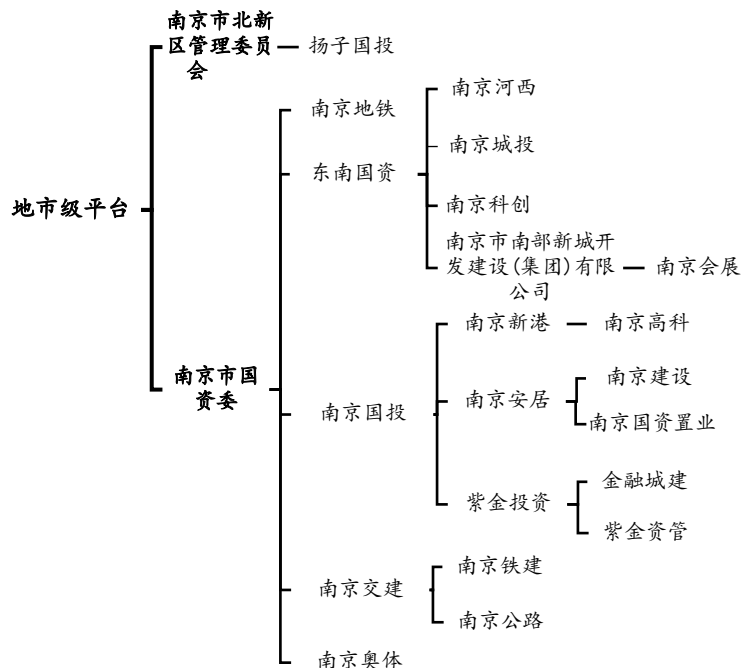 南京市北新
区管理委员
会
扬子国投
南京地铁
东南国资
南京河西
南京城投
南京科创
南京市南部新城开
发建设(集团)有限
公司
南京会展
地市级平台
南京市国
资委
南京国投
南京新港
南京高科
南京安居
南京建设
南京国资置业
紫金投资
金融城建
紫金资管
南京交建
南京铁建
南京公路
南京奥体